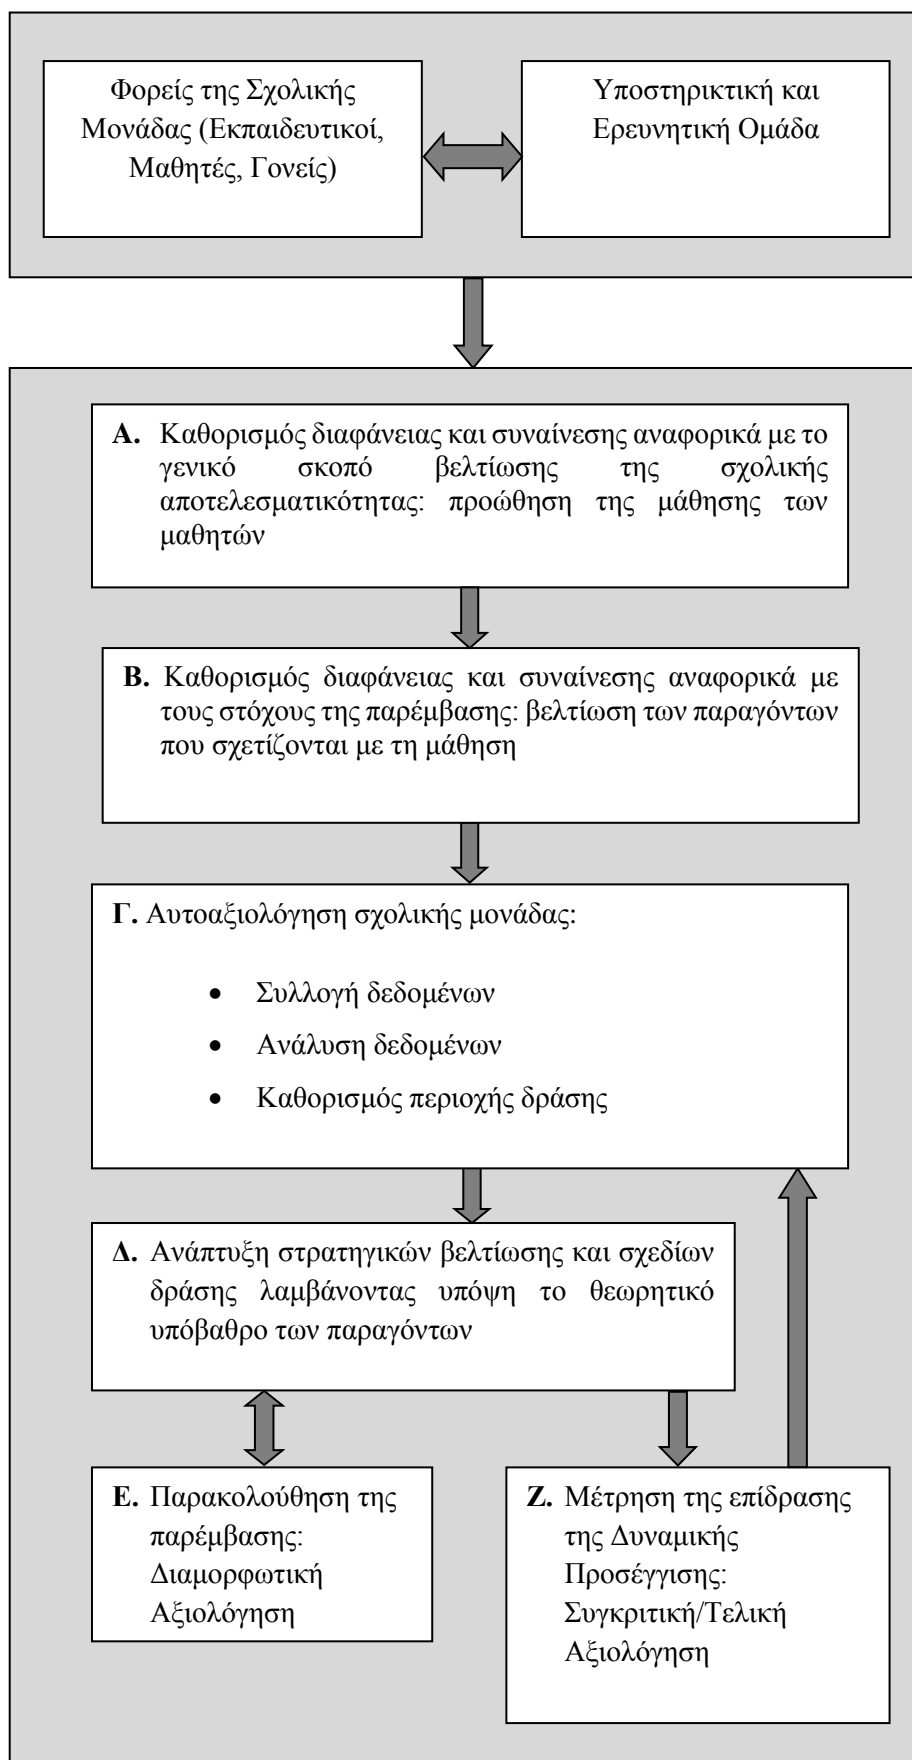 Φορείς της Σχολικής
Μονάδας (Εκπαιδευτικοί,
Μαθητές, Γονείς)
Υποστηρικτική και
Ερευνητική Ομάδα
Α. Καθορισμός διαφάνειας και συναίνεσης αναφορικά με το
γενικό σκοπό βελτίωσης της σχολικής
αποτελεσματικότητας: προώθηση της μάθησης των
μαθητών
Β. Καθορισμός διαφάνειας και συναίνεσης αναφορικά με
τους στόχους της παρέμβασης: βελτίωση των παραγόντων
που σχετίζονται με τη μάθηση
Γ. Αυτοαξιολόγηση σχολικής μονάδας:
• Συλλογή δεδομένων
• Ανάλυση δεδομένων
• Καθορισμός περιοχής δράσης
Δ. Ανάπτυξη στρατηγικών βελτίωσης και σχεδίων
δράσης λαμβάνοντας υπόψη το θεωρητικό
υπόβαθρο των παραγόντων
Ε. Παρακολούθηση της
παρέμβασης:
Διαμορφωτική
Αξιολόγηση
Ζ. Μέτρηση της επίδρασης
της Δυναμικής
Προσέγγισης:
Συγκριτική/Τελική
Αξιολόγηση